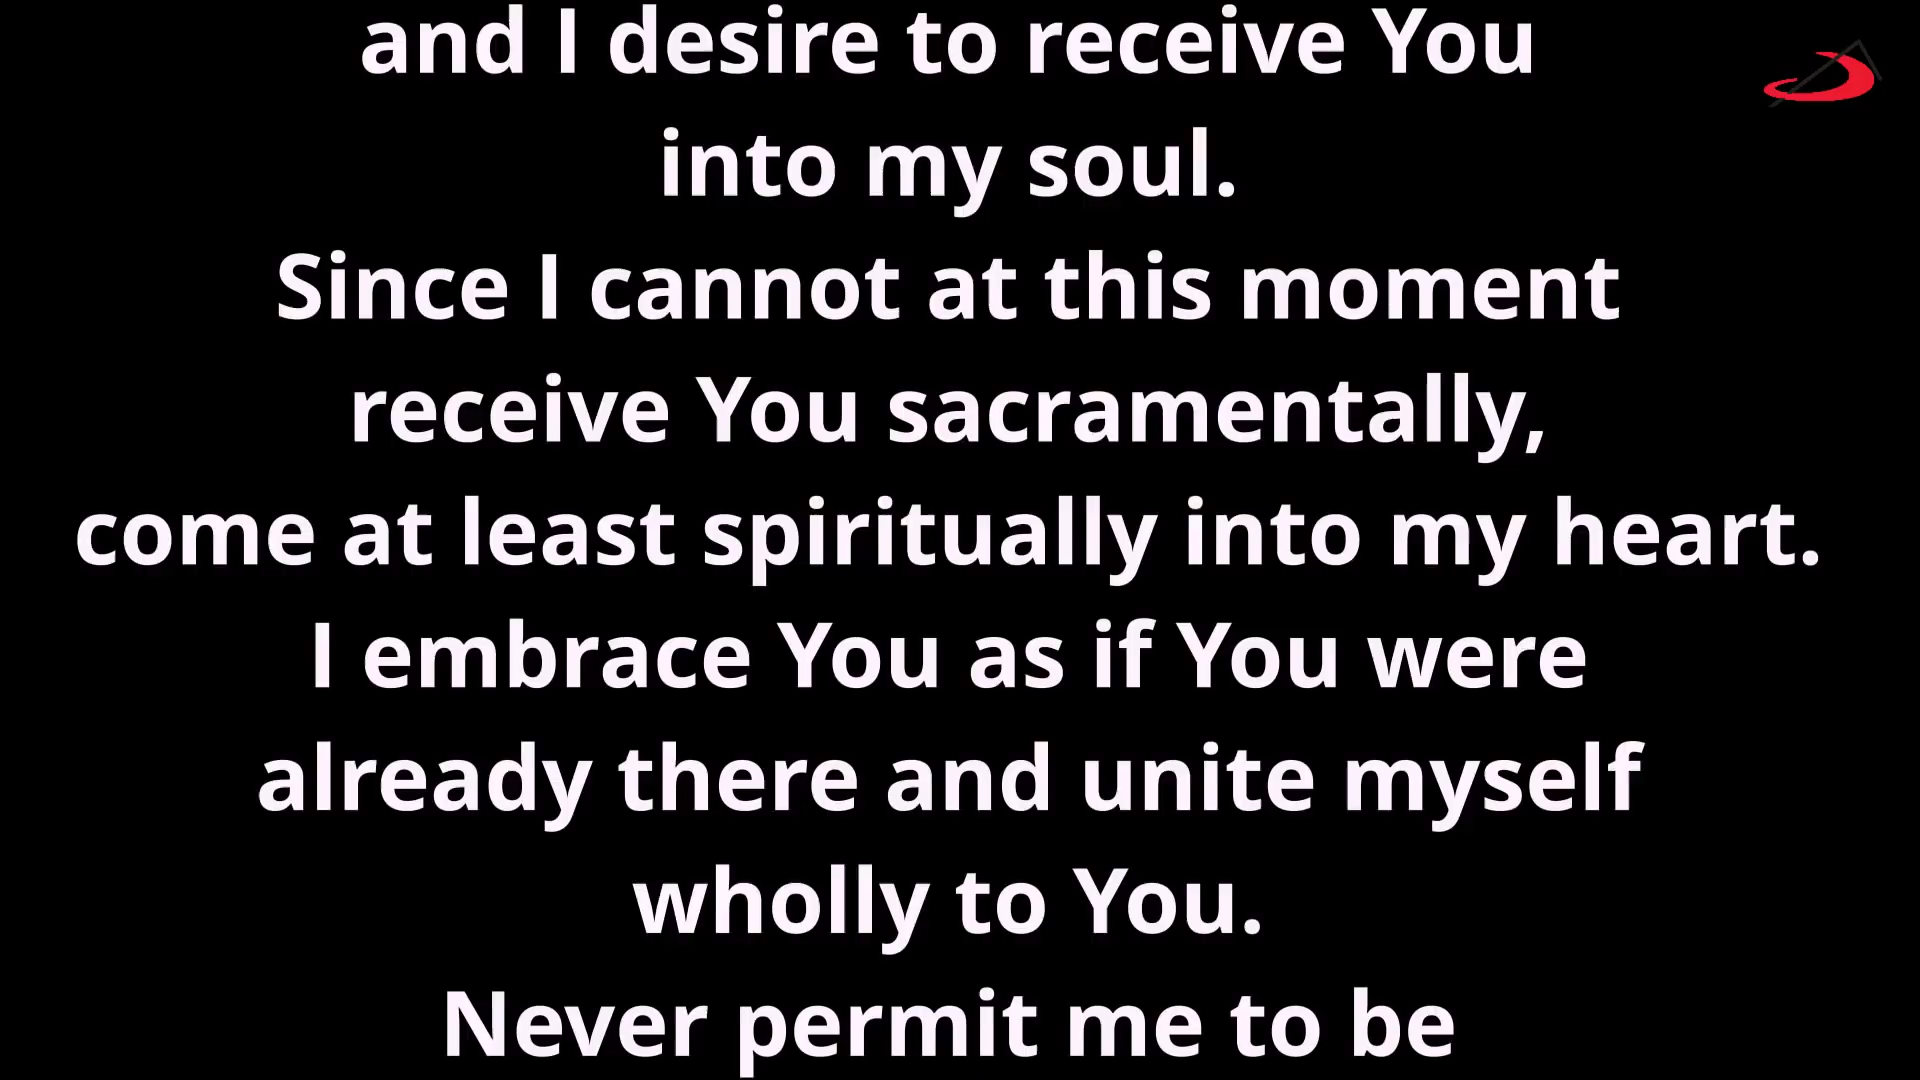 and I desire to receive You
into my soul.
Since I cannot at this moment
receive You sacramentally,
come at least spiritually into my heart.
I embrace You as if You were
already there and unite myself
wholly to You.
Never permit me to be